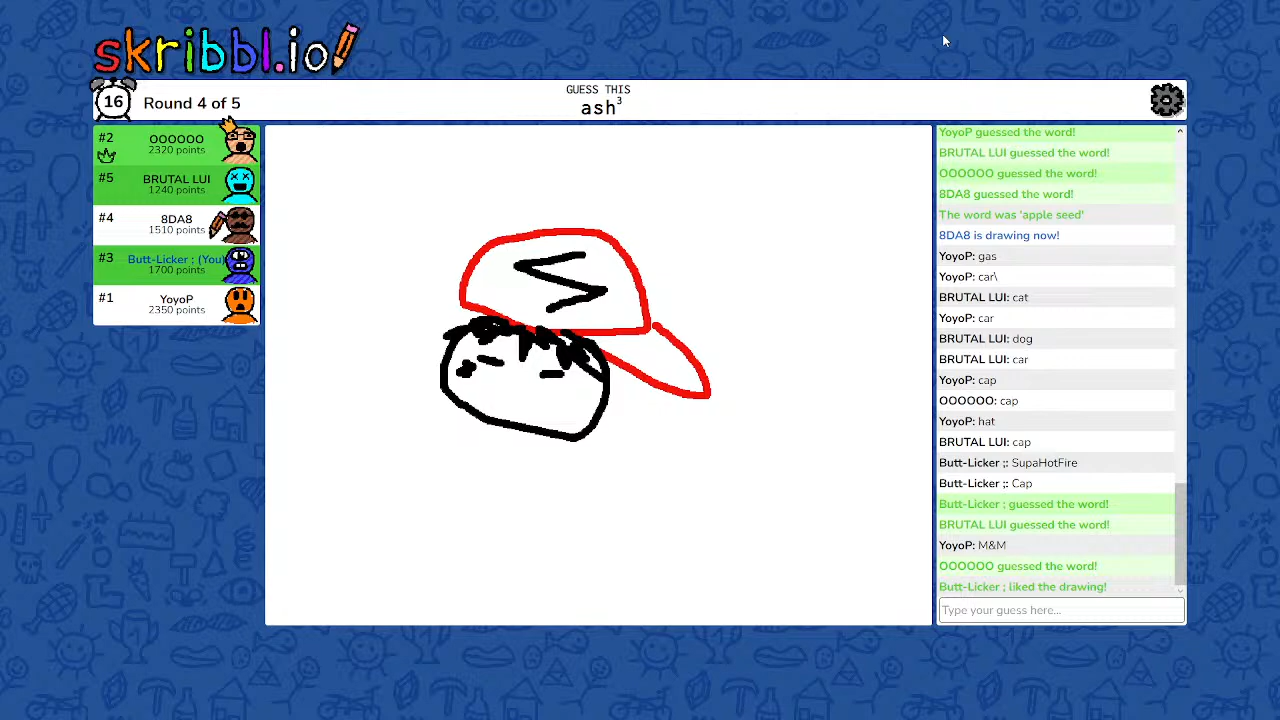 skribbl.io
16
Round 4 of 5
GUESS THIS
ash³
#2
OOOOOO
2320 points
#5
BRUTAL LUI
1240 points
#4
8DA8
1510 points
#3
Butt-Licker ; (You)
1700 points
#1
YoyoP
2350 points
YoyoP guessed the word!
BRUTAL LUI guessed the word!
OOOOOO guessed the word!
8DA8 guessed the word!
The word was 'apple seed'
8DA8 is drawing now!
YoyoP: gas
YoyoP: car\
BRUTAL LUI: cat
YoyoP: car
BRUTAL LUI: dog
BRUTAL LUI: car
YoyoP: cap
OOOOOO: cap
YoyoP: hat
BRUTAL LUI: cap
Butt-Licker ;: SupaHotFire
Butt-Licker ;: Cap
Butt-Licker ; guessed the word!
BRUTAL LUI guessed the word!
YoyoP: M&M
OOOOOO guessed the word!
Butt-Licker ; liked the drawing!
Type your guess here...